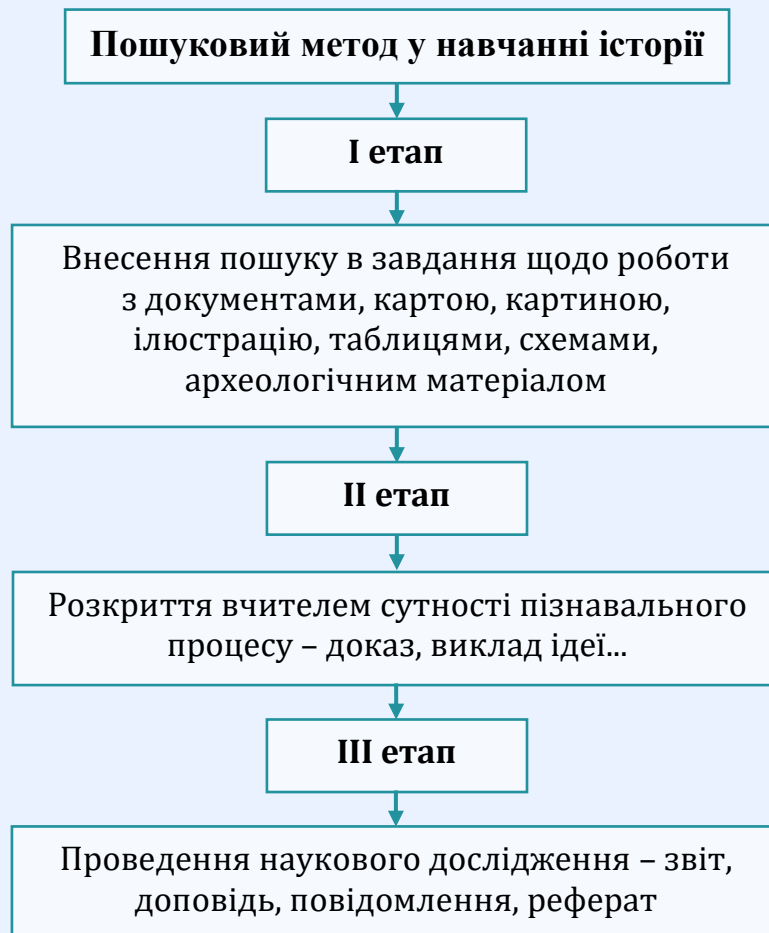 Пошуковий метод у навчанні історії
І етап
Внесення пошуку в завдання щодо роботи
з документами, картою, картиною,
ілюстрацію, таблицями, схемами,
археологічним матеріалом
ІІ етап
Розкриття вчителем сутності пізнавального
процесу – доказ, виклад ідеї...
ІІІ етап
Проведення наукового дослідження – звіт,
доповідь, повідомлення, реферат